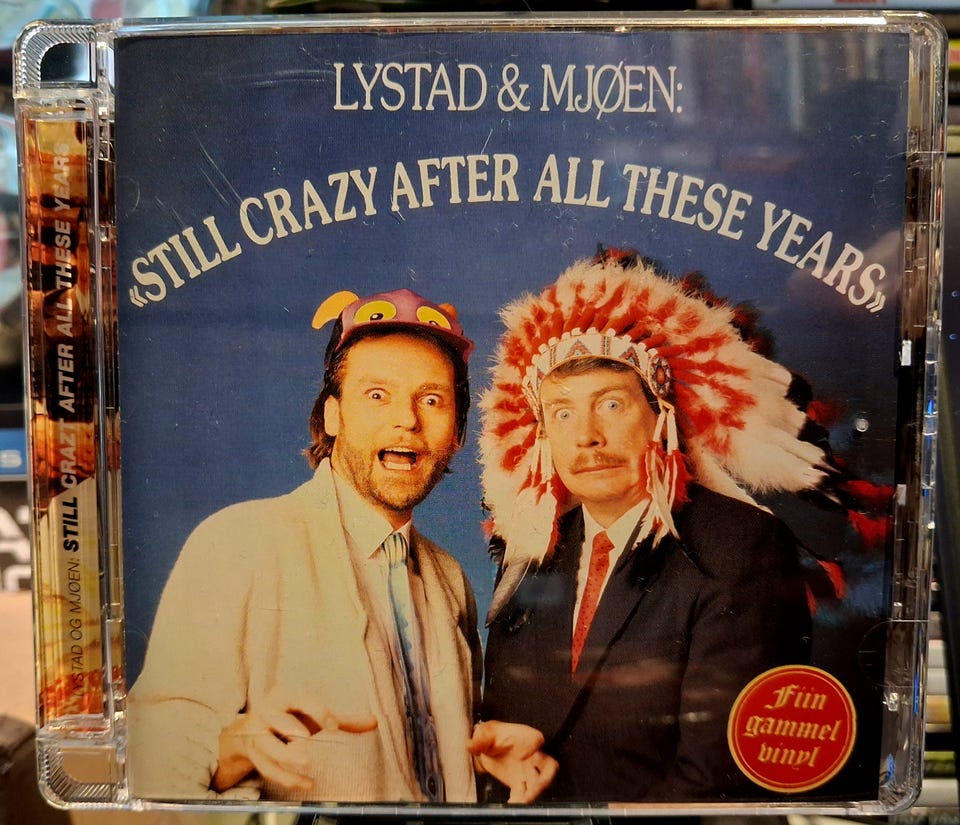 LYSTAD & MJØEN:
«STILL CRAZY AFTER ALL THESE YEARS»
LYSTAD OG MJØEN: STILL CRAZY AFTER ALL THESE YEARS
Fiin
gammel
vinyl